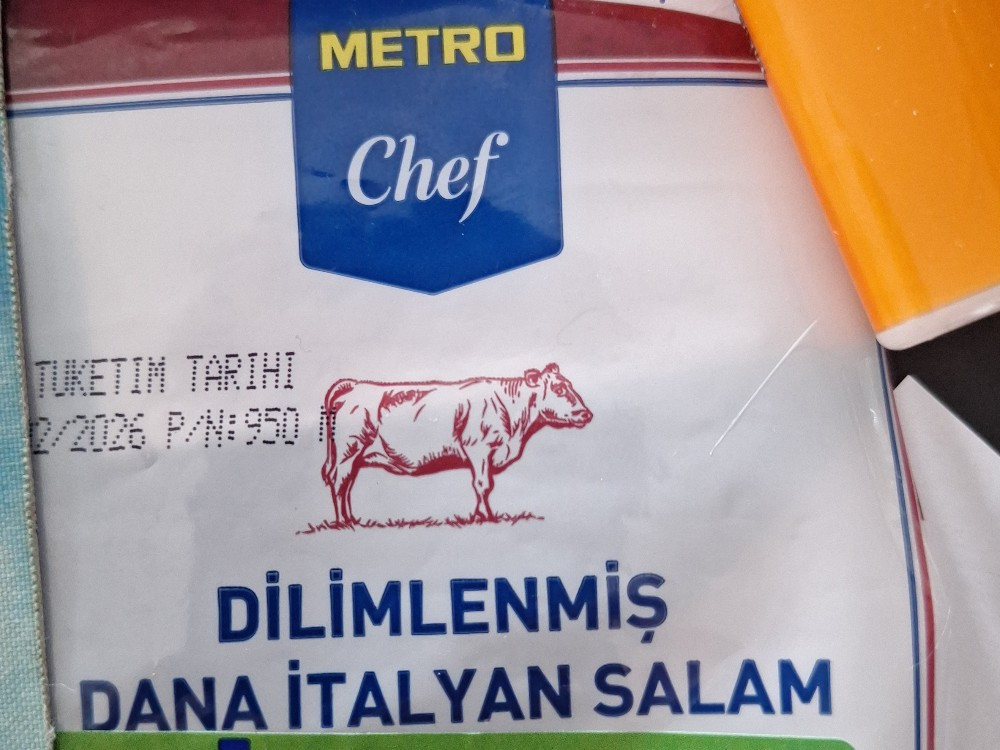 METRO
Chef
TUKETIM TARIHI
2/2026 P/N:950
DİLİMLENMİŞ
DANA İTALYAN SALAM